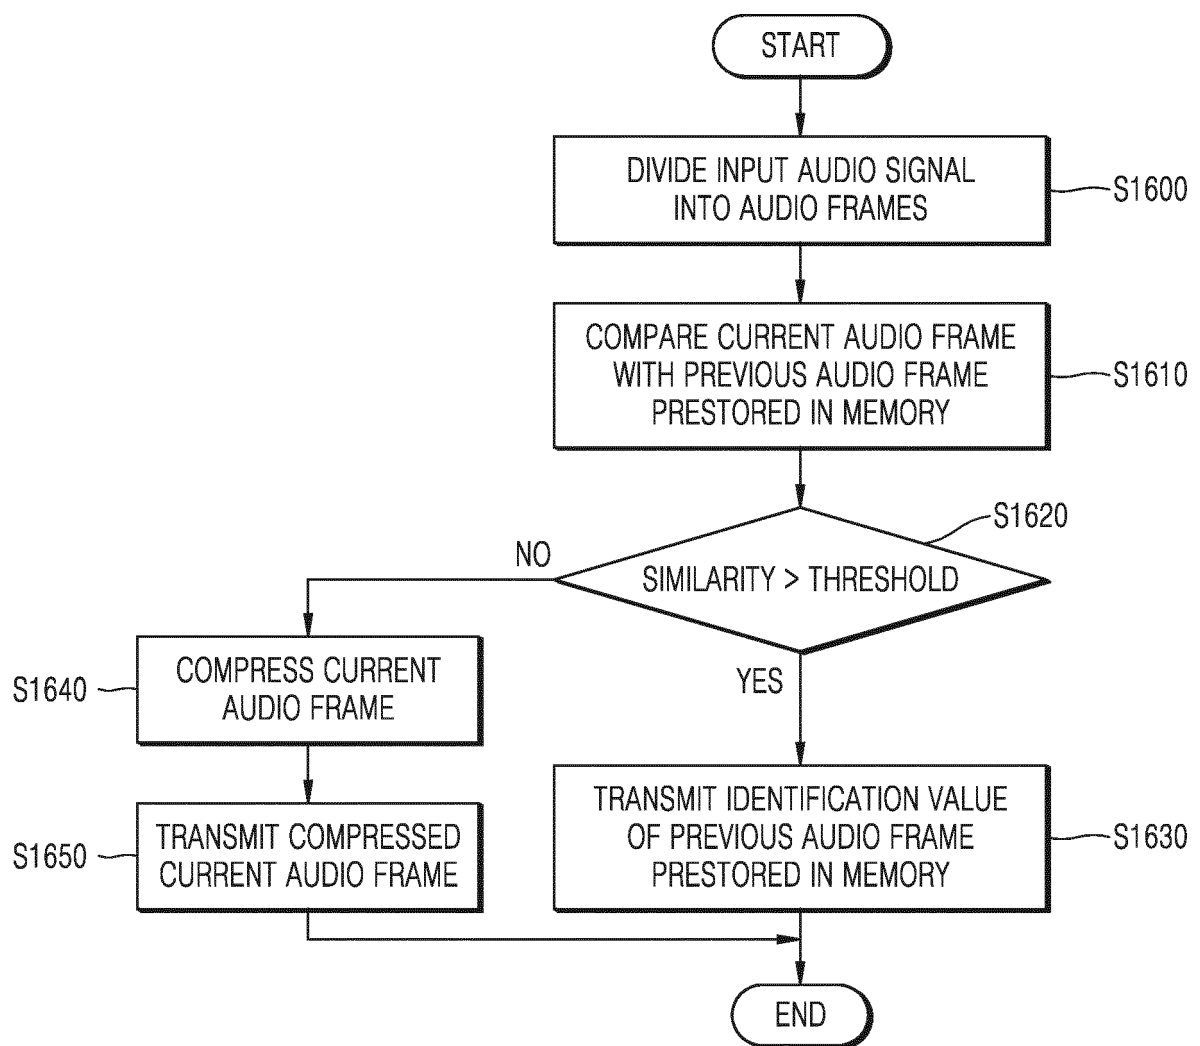 START
DIVIDE INPUT AUDIO SIGNAL
INTO AUDIO FRAMES
S1600
COMPARE CURRENT AUDIO FRAME
WITH PREVIOUS AUDIO FRAME
PRESTORED IN MEMORY
S1610
S1620
SIMILARITY > THRESHOLD
NO
YES
COMPRESS CURRENT
AUDIO FRAME
S1640
TRANSMIT COMPRESSED
CURRENT AUDIO FRAME
S1650
TRANSMIT IDENTIFICATION VALUE
OF PREVIOUS AUDIO FRAME
PRESTORED IN MEMORY
S1630
END